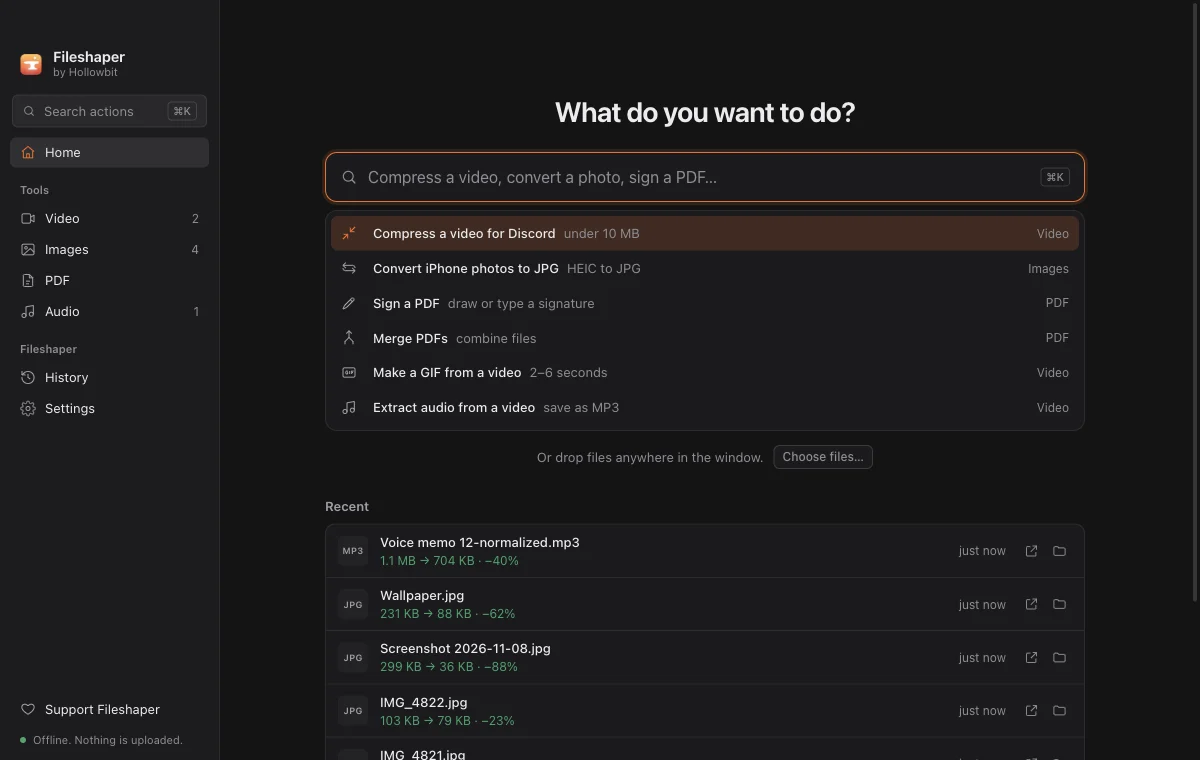 Fileshaper
by Hollowbit
Search actions ⌘K
Home
Tools
Video 2
Images 4
PDF
Audio 1
Fileshaper
History
Settings
Support Fileshaper
Offline. Nothing is uploaded.
What do you want to do?
Compress a video, convert a photo, sign a PDF... ⌘K
Compress a video for Discord under 10 MB Video
Convert iPhone photos to JPG HEIC to JPG Images
Sign a PDF draw or type a signature PDF
Merge PDFs combine files PDF
GIF Make a GIF from a video 2–6 seconds Video
Extract audio from a video save as MP3 Video
Or drop files anywhere in the window. Choose files...
Recent
MP3 Voice memo 12-normalized.mp3 just now
1.1 MB → 704 KB · −40%
JPG Wallpaper.jpg just now
231 KB → 88 KB · −62%
JPG Screenshot 2026-11-08.jpg just now
299 KB → 36 KB · −88%
JPG IMG_4822.jpg just now
103 KB → 79 KB · −23%
IMG_4821.jpg